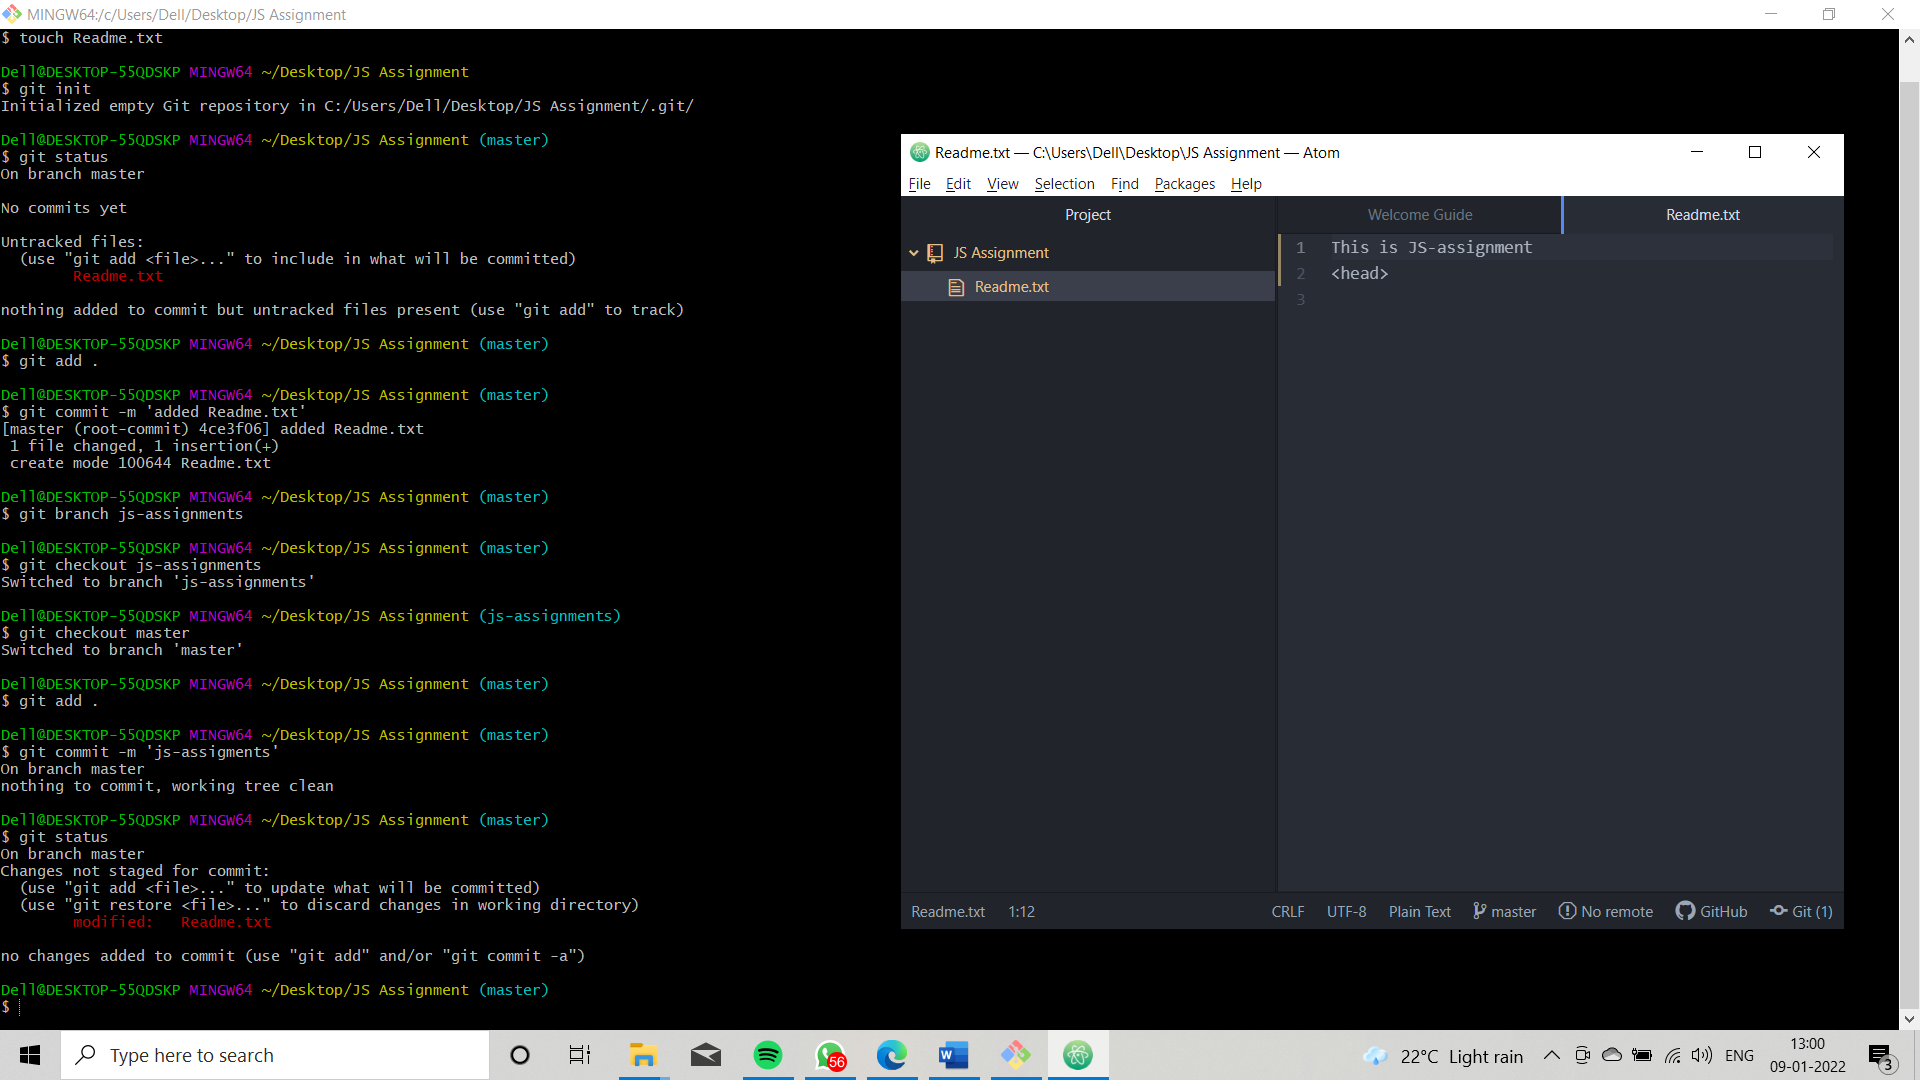 MINGW64:/c/Users/Dell/Desktop/JS Assignment
$ touch Readme.txt
Dell@DESKTOP-55QDSKP MINGW64 ~/Desktop/JS Assignment
$ git init
Initialized empty Git repository in C:/Users/Dell/Desktop/JS Assignment/.git/
Dell@DESKTOP-55QDSKP MINGW64 ~/Desktop/JS Assignment (master)
$ git status
On branch master
No commits yet
Untracked files:
(use "git add <file>..." to include in what will be committed)
Readme.txt
nothing added to commit but untracked files present (use "git add" to track)
Dell@DESKTOP-55QDSKP MINGW64 ~/Desktop/JS Assignment (master)
$ git add .
Dell@DESKTOP-55QDSKP MINGW64 ~/Desktop/JS Assignment (master)
$ git commit -m 'added Readme.txt'
[master (root-commit) 4ce3f06] added Readme.txt
1 file changed, 1 insertion(+)
create mode 100644 Readme.txt
Dell@DESKTOP-55QDSKP MINGW64 ~/Desktop/JS Assignment (master)
$ git branch js-assignments
Dell@DESKTOP-55QDSKP MINGW64 ~/Desktop/JS Assignment (master)
$ git checkout js-assignments
Switched to branch 'js-assignments'
Dell@DESKTOP-55QDSKP MINGW64 ~/Desktop/JS Assignment (js-assignments)
$ git checkout master
Switched to branch 'master'
Dell@DESKTOP-55QDSKP MINGW64 ~/Desktop/JS Assignment (master)
$ git add .
Dell@DESKTOP-55QDSKP MINGW64 ~/Desktop/JS Assignment (master)
$ git commit -m 'js-assigments'
On branch master
nothing to commit, working tree clean
Dell@DESKTOP-55QDSKP MINGW64 ~/Desktop/JS Assignment (master)
$ git status
On branch master
Changes not staged for commit:
(use "git add <file>..." to update what will be committed)
(use "git restore <file>..." to discard changes in working directory)
modified:   Readme.txt
no changes added to commit (use "git add" and/or "git commit -a")
Dell@DESKTOP-55QDSKP MINGW64 ~/Desktop/JS Assignment (master)
$
Readme.txt — C:\Users\Dell\Desktop\JS Assignment — Atom
File Edit View Selection Find Packages Help
Project
JS Assignment
Readme.txt
Welcome Guide Readme.txt
1 This is JS-assignment
2 <head>
3
Readme.txt 1:12 CRLF UTF-8 Plain Text master No remote GitHub Git (1)
Type here to search
56
22°C Light rain
ENG
13:00
09-01-2022
3